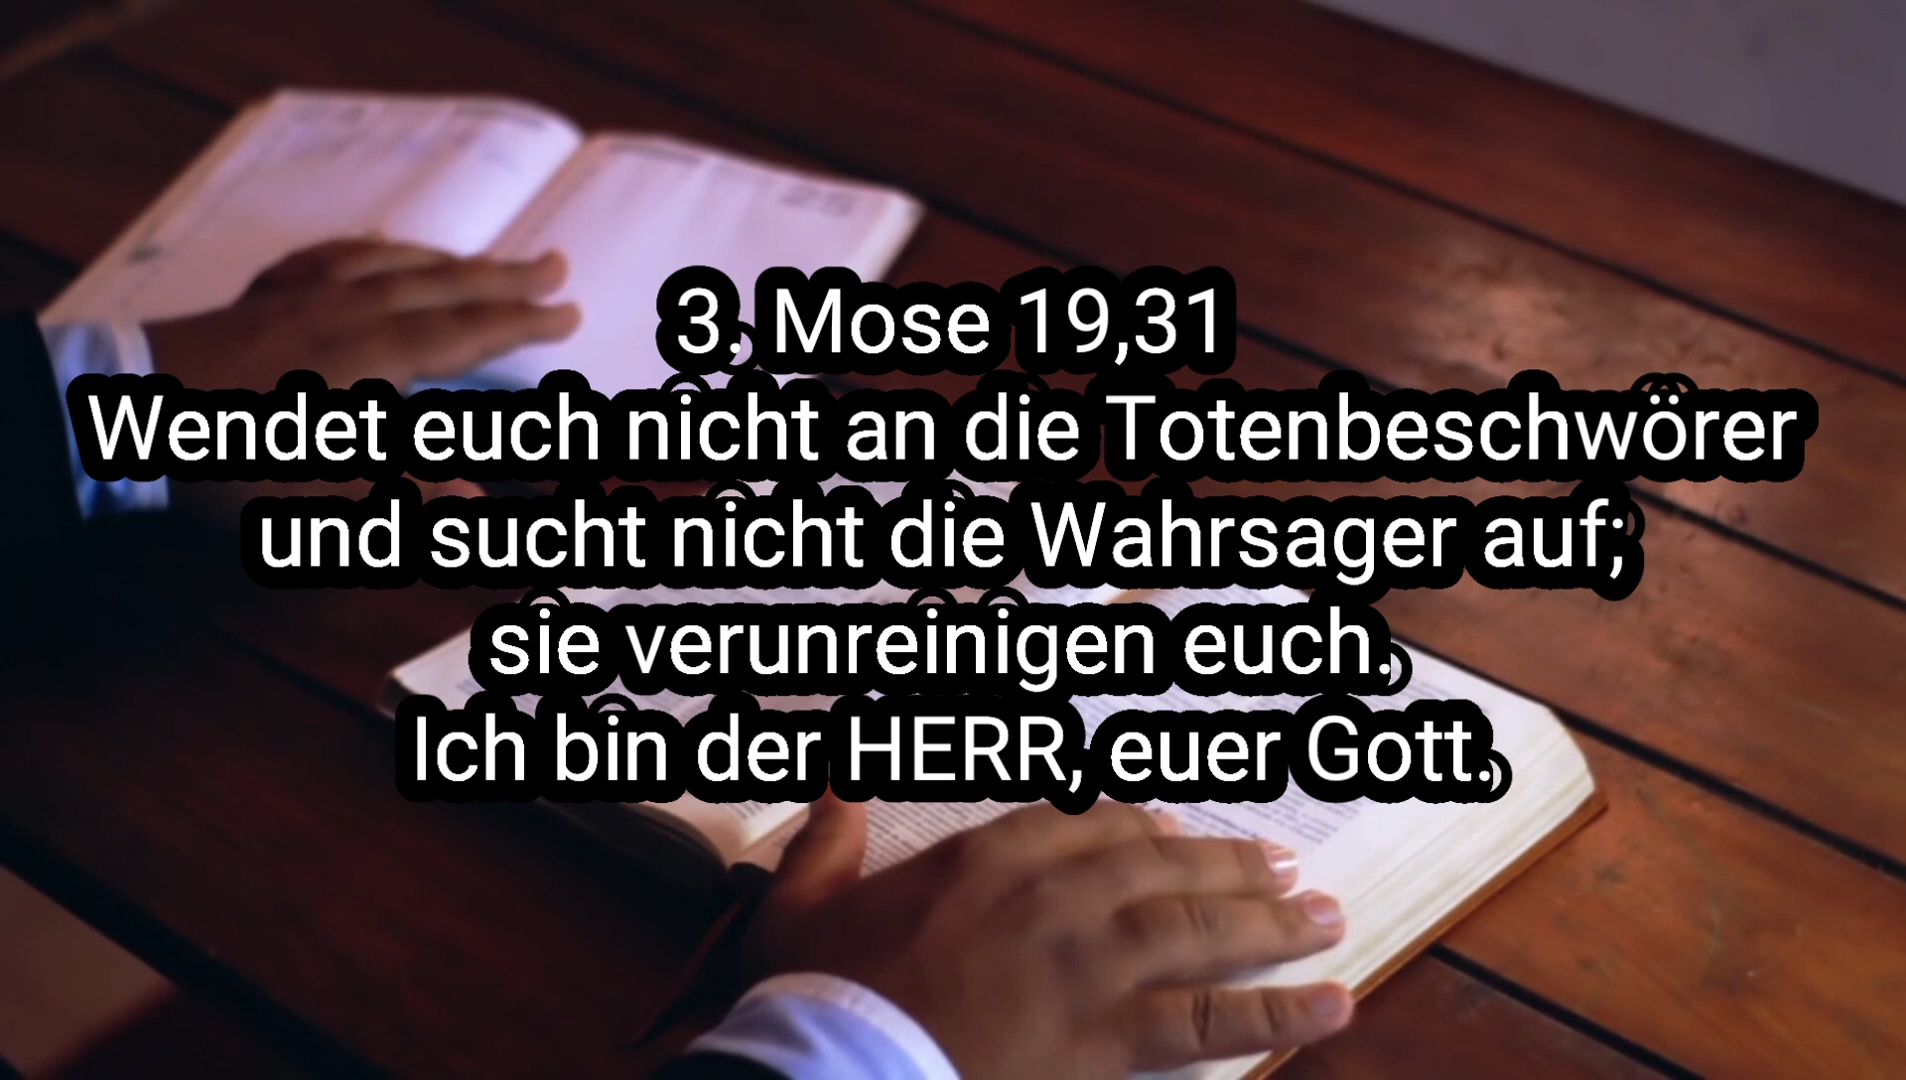 3. Mose 19,31
Wendet euch nicht an die Totenbeschwörer
und sucht nicht die Wahrsager auf;
sie verunreinigen euch.
Ich bin der HERR, euer Gott.